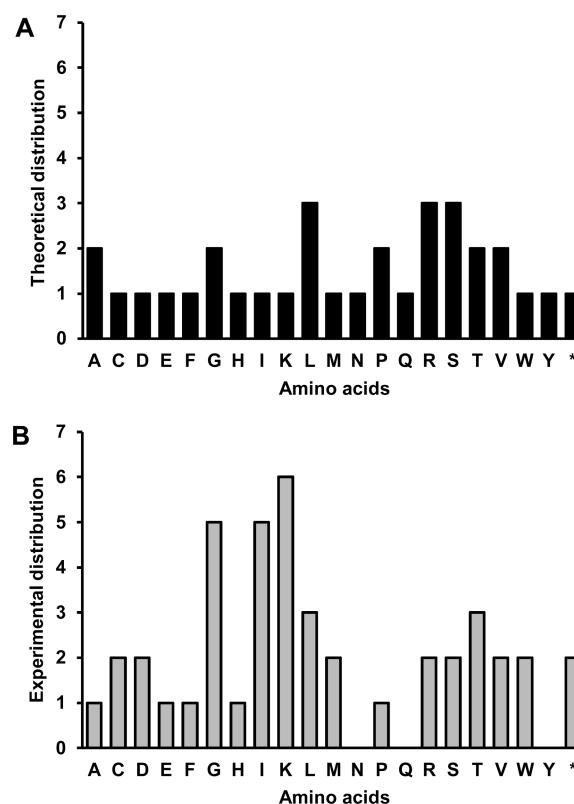 A
7
6
5
4
3
2
1
0
Theoretical distribution
A C D E F G H I K L M N P Q R S T V W Y *
Amino acids
B
7
6
5
4
3
2
1
0
Experimental distribution
A C D E F G H I K L M N P Q R S T V W Y *
Amino acids